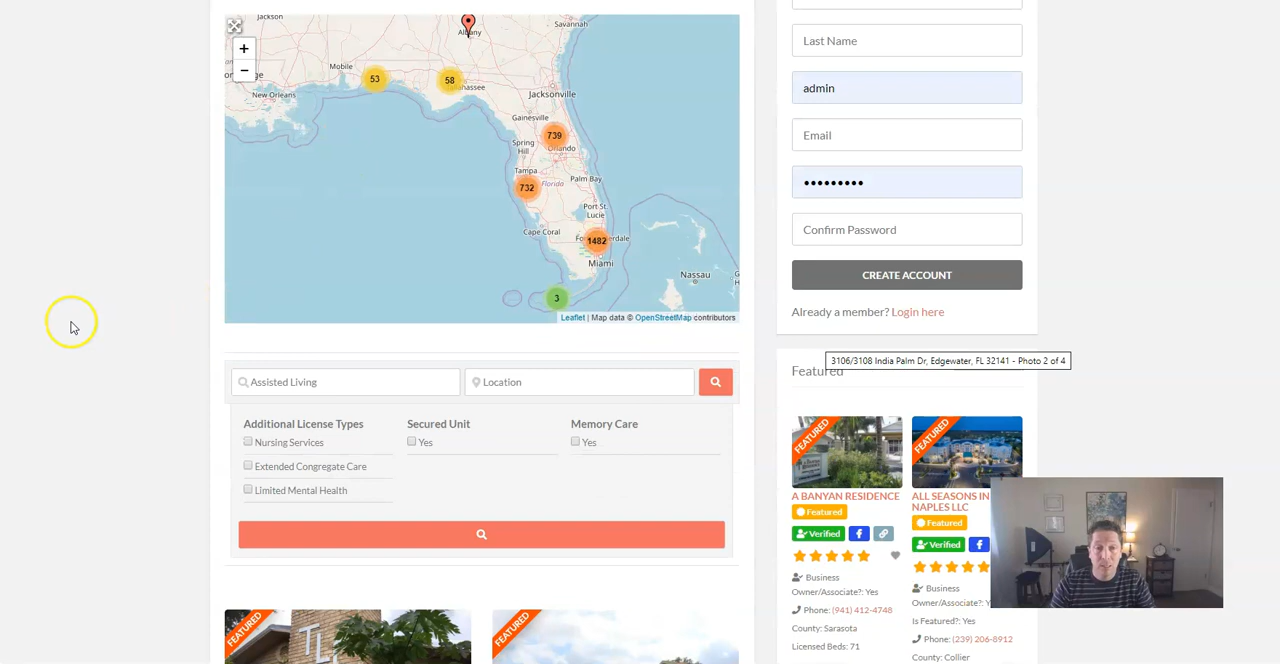 Jackson
Savannah
Albany
+
−
Mobile
53
58
New Orleans
Jacksonville
Gainesville
739
Spring
Hill
Orlando
Tampa
732
Palm Bay
Florida
Port St.
Lucie
Cape Coral
1482
Miami
Nassau
3
Leaflet | Map data © OpenStreetMap contributors
Assisted Living
Location
Additional License Types
Nursing Services
Extended Congregate Care
Limited Mental Health
Secured Unit
Yes
Memory Care
Yes
FEATURED
FEATURED
Last Name
admin
Email
•••••••••
Confirm Password
CREATE ACCOUNT
Already a member? Login here
3106/3108 India Palm Dr, Edgewater, FL 32141 - Photo 2 of 4
Featured
FEATURED
A BANYAN RESIDENCE
Featured
Verified
Business
Owner/Associate?: Yes
Phone: (941) 412-4748
County: Sarasota
Licensed Beds: 71
FEATURED
ALL SEASONS IN
NAPLES LLC
Featured
Verified
Business
Owner/Associate?:
Is Featured?: Yes
Phone: (239) 206-8912
County: Collier